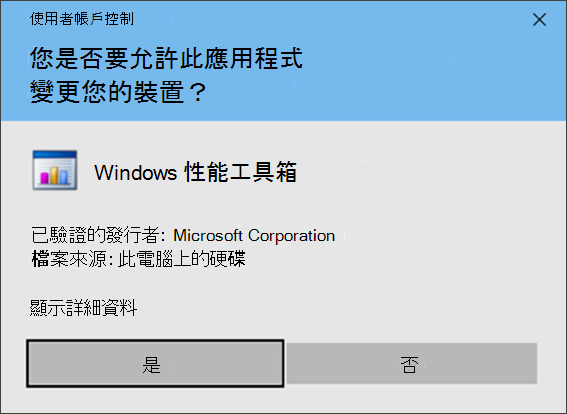 使用者帳戶控制
您是否要允許此應用程式
變更您的裝置？
Windows 性能工具箱
已驗證的發行者: Microsoft Corporation
檔案來源: 此電腦上的硬碟
顯示詳細資料
是
否